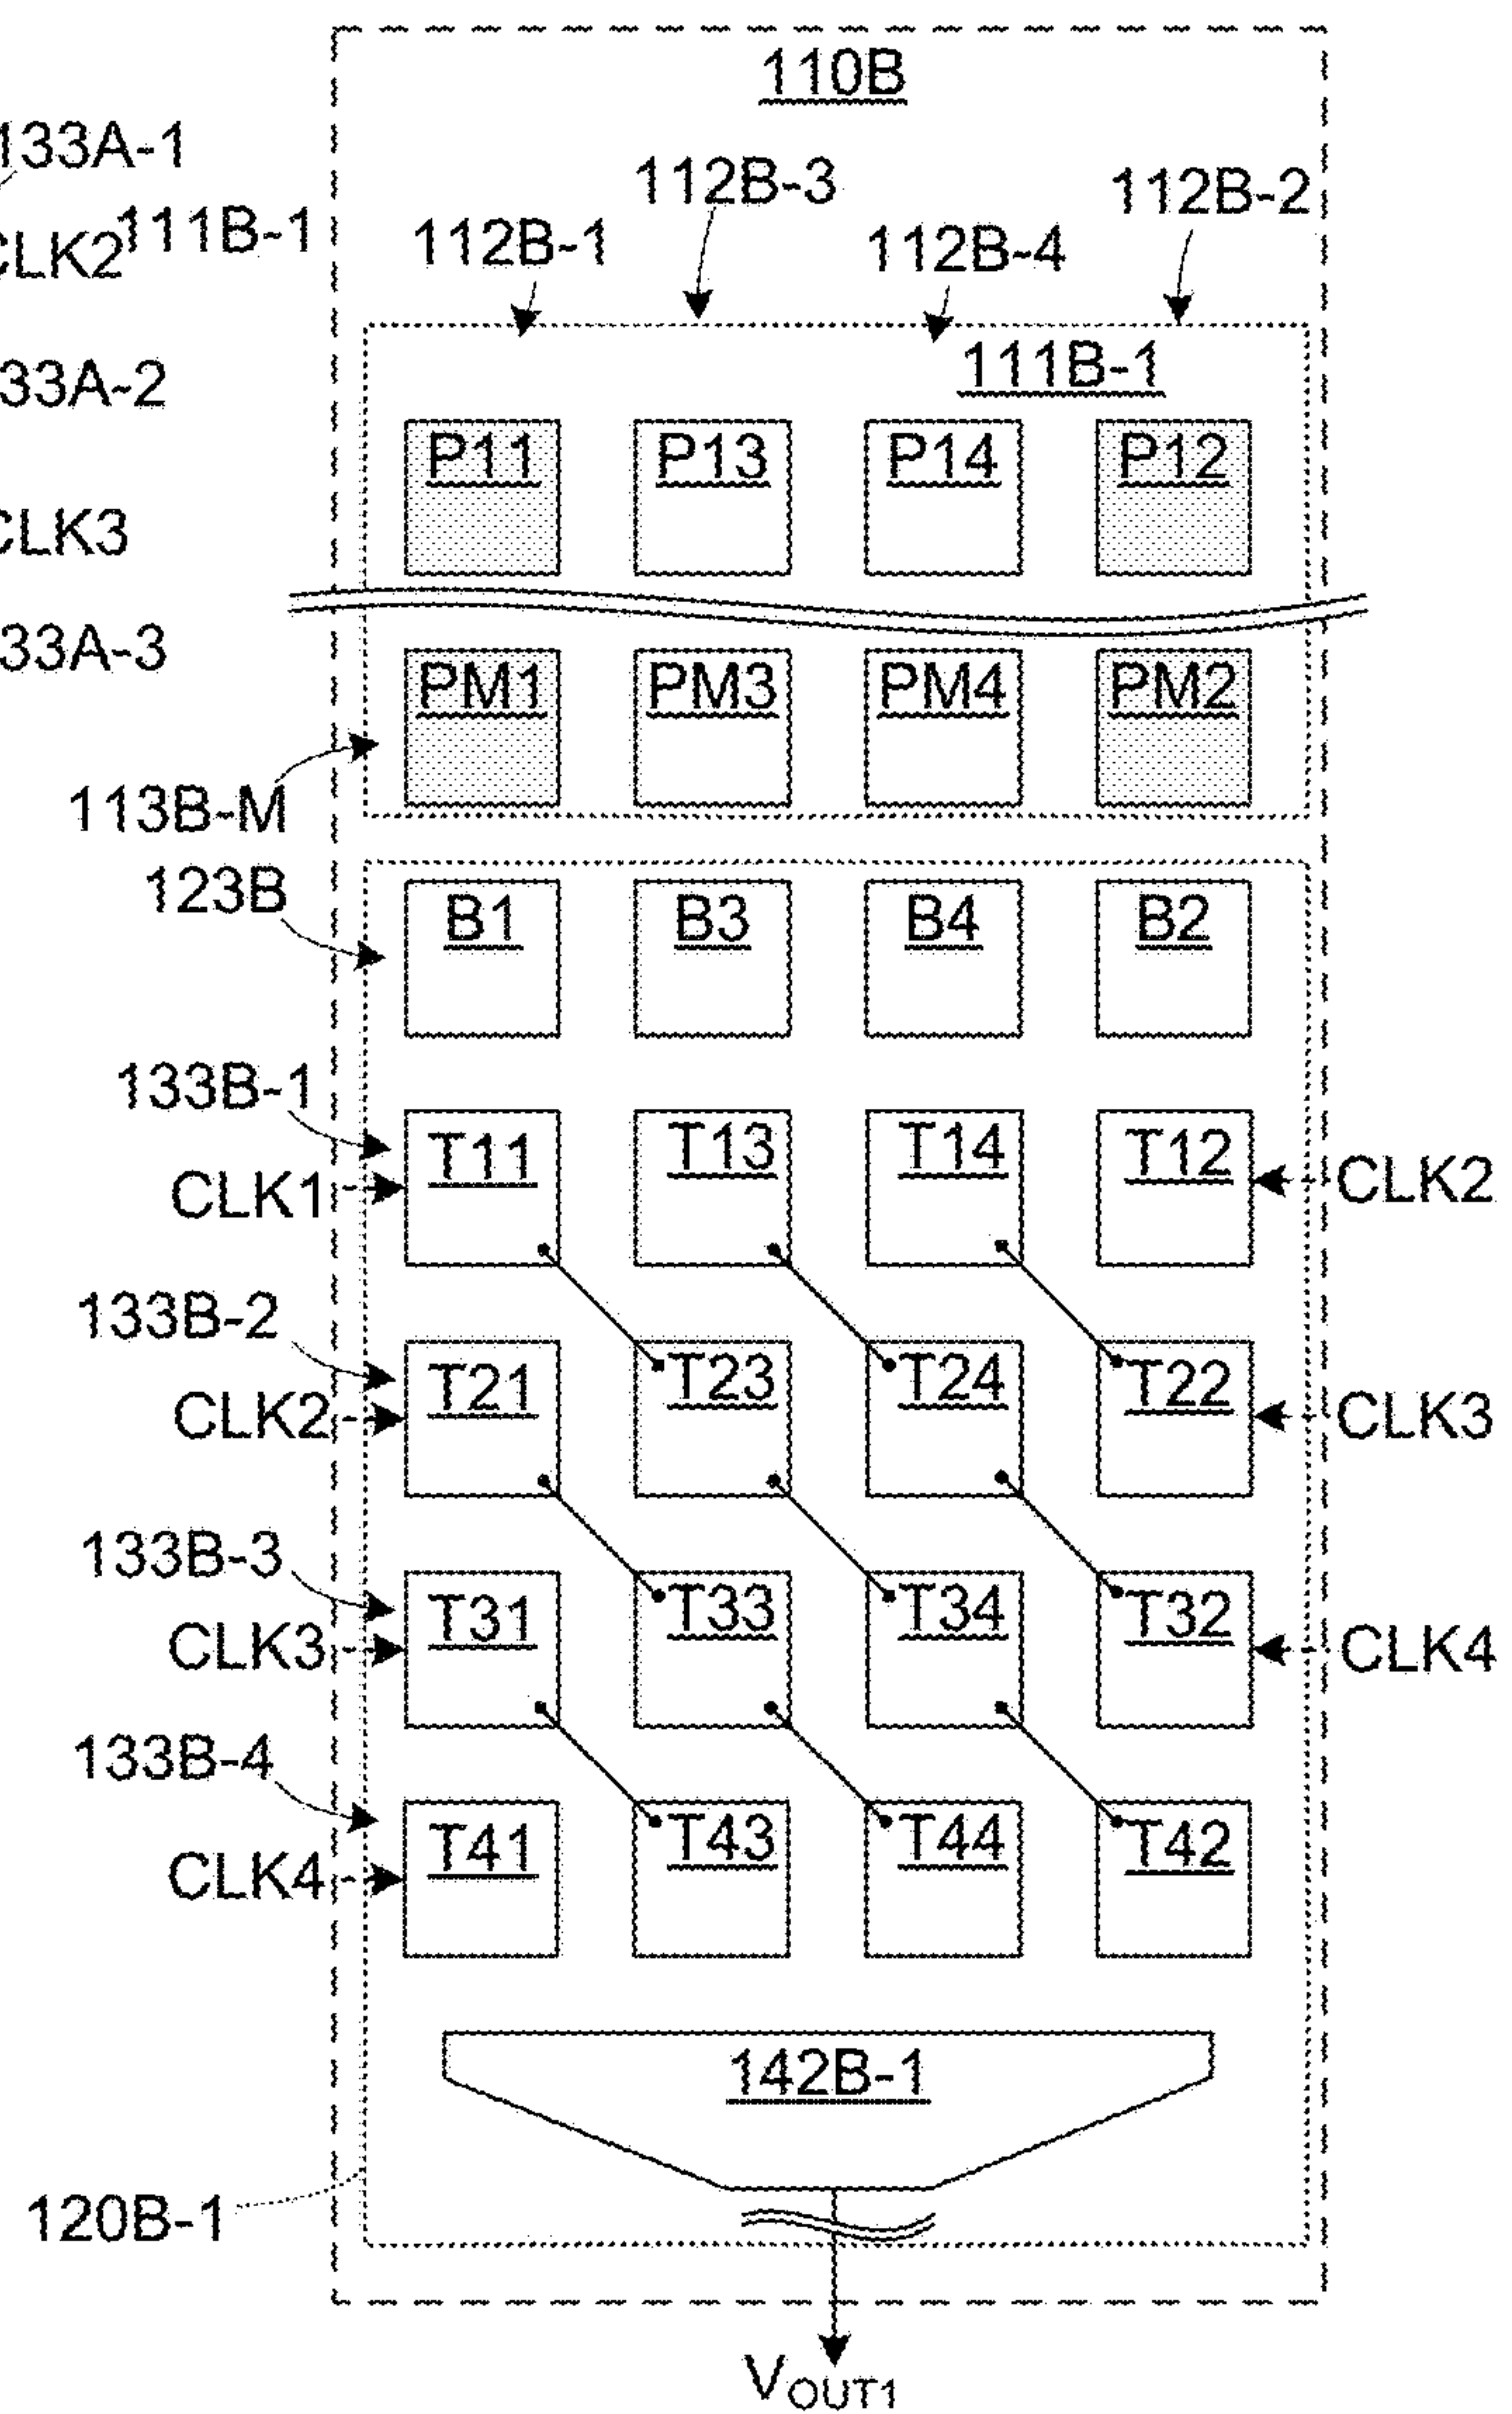 110B
133A-1
112B-3
112B-2
CLK2
111B-1
112B-1
112B-4
111B-1
33A-2
P11 P13 P14 P12
CLK3
33A-3
PM1 PM3 PM4 PM2
113B-M
123B
B1 B3 B4 B2
133B-1
T11 T13 T14 T12
CLK1
CLK2
133B-2
T21 T23 T24 T22
CLK2
CLK3
133B-3
T31 T33 T34 T32
CLK3
CLK4
133B-4
T41 T43 T44 T42
CLK4
142B-1
120B-1
VOUT1